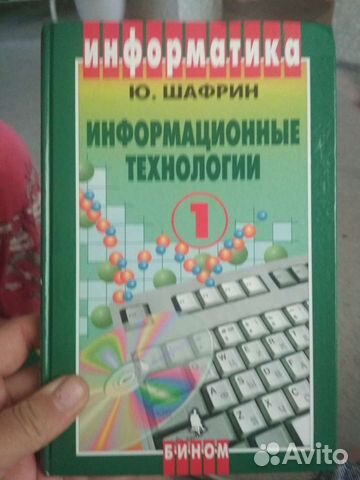 информатика
Ю. ШАФРИН
ИНФОРМАЦИОННЫЕ
ТЕХНОЛОГИИ
1
БИНОМ
Avito